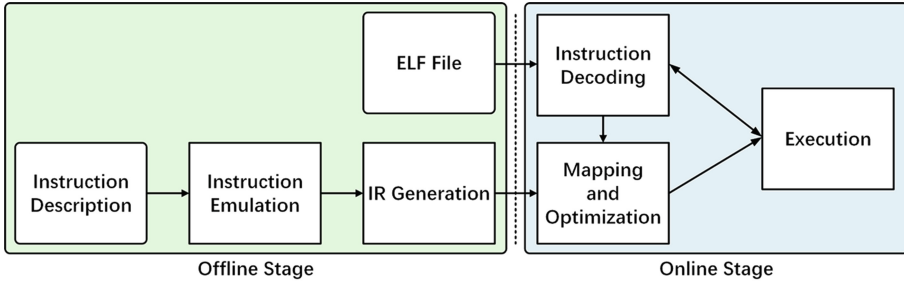 ELF File
Instruction
Decoding
Execution
Instruction
Description
Instruction
Emulation
IR Generation
Mapping
and
Optimization
Offline Stage
Online Stage